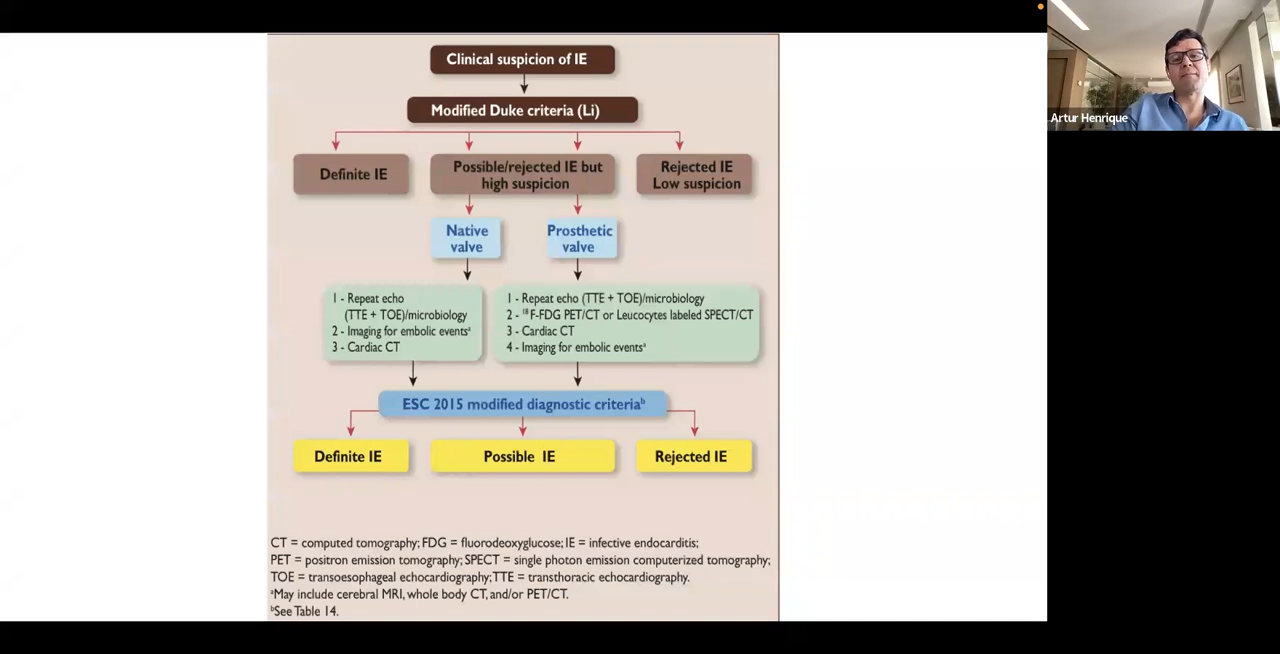 Clinical suspicion of IE
Modified Duke criteria (Li)
Definite IE
Possible/rejected IE but
high suspicion
Rejected IE
Low suspicion
Native
valve
Prosthetic
valve
1 - Repeat echo
(TTE + TOE)/microbiology
2 - Imaging for embolic eventsᵃ
3 - Cardiac CT
1 - Repeat echo (TTE + TOE)/microbiology
2 - ¹⁸F-FDG PET/CT or Leucocytes labeled SPECT/CT
3 - Cardiac CT
4 - Imaging for embolic eventsᵃ
ESC 2015 modified diagnostic criteriaᵇ
Definite IE
Possible IE
Rejected IE
CT = computed tomography; FDG = fluorodeoxyglucose; IE = infective endocarditis;
PET = positron emission tomography; SPECT = single photon emission computerized tomography;
TOE = transoesophageal echocardiography; TTE = transthoracic echocardiography.
ᵃMay include cerebral MRI, whole body CT, and/or PET/CT.
ᵇSee Table 14.
Artur Henrique